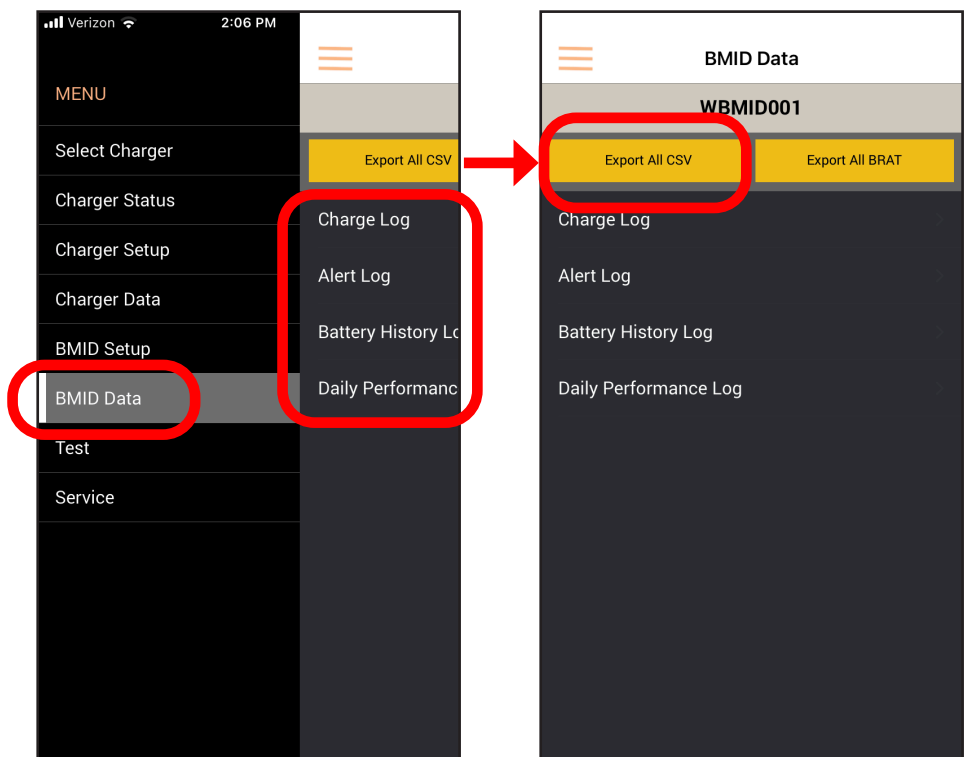 Verizon 2:06 PM
MENU
Select Charger
Charger Status
Charger Setup
Charger Data
BMID Setup
BMID Data
Test
Service
Export All CSV
Charge Log
Alert Log
Battery History Lo
Daily Performanc
BMID Data
WBMID001
Export All CSV Export All BRAT
Charge Log
Alert Log
Battery History Log
Daily Performance Log